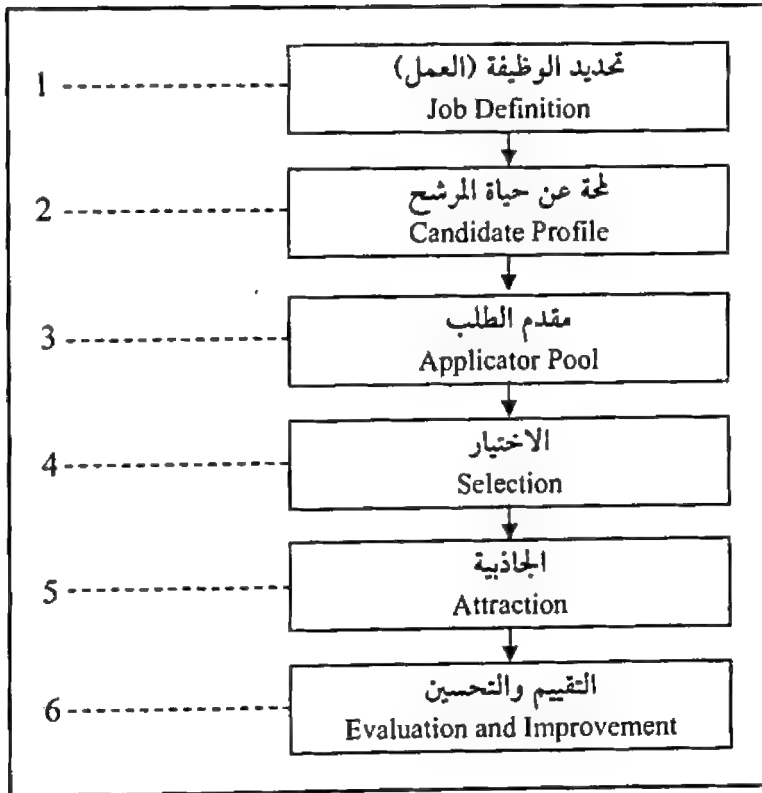 1
تحديد الوظيفة (العمل)
Job Definition
2
لمحة عن حياة المرشح
Candidate Profile
3
مقدم الطلب
Applicator Pool
4
الاختيار
Selection
5
الجاذبية
Attraction
6
التقييم والتحسين
Evaluation and Improvement